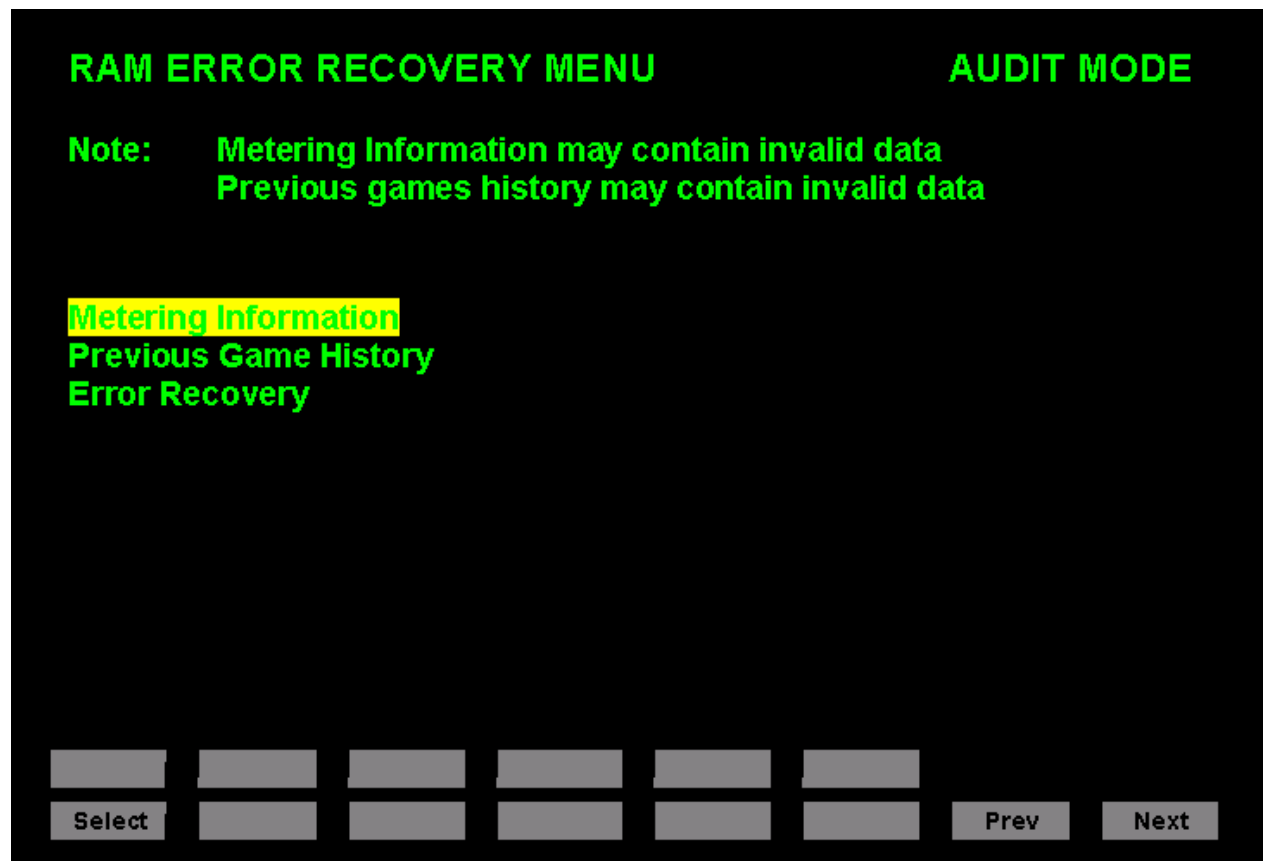 RAM ERROR RECOVERY MENU AUDIT MODE
Note: Metering Information may contain invalid data
Previous games history may contain invalid data
Metering Information
Previous Game History
Error Recovery
Select Prev Next